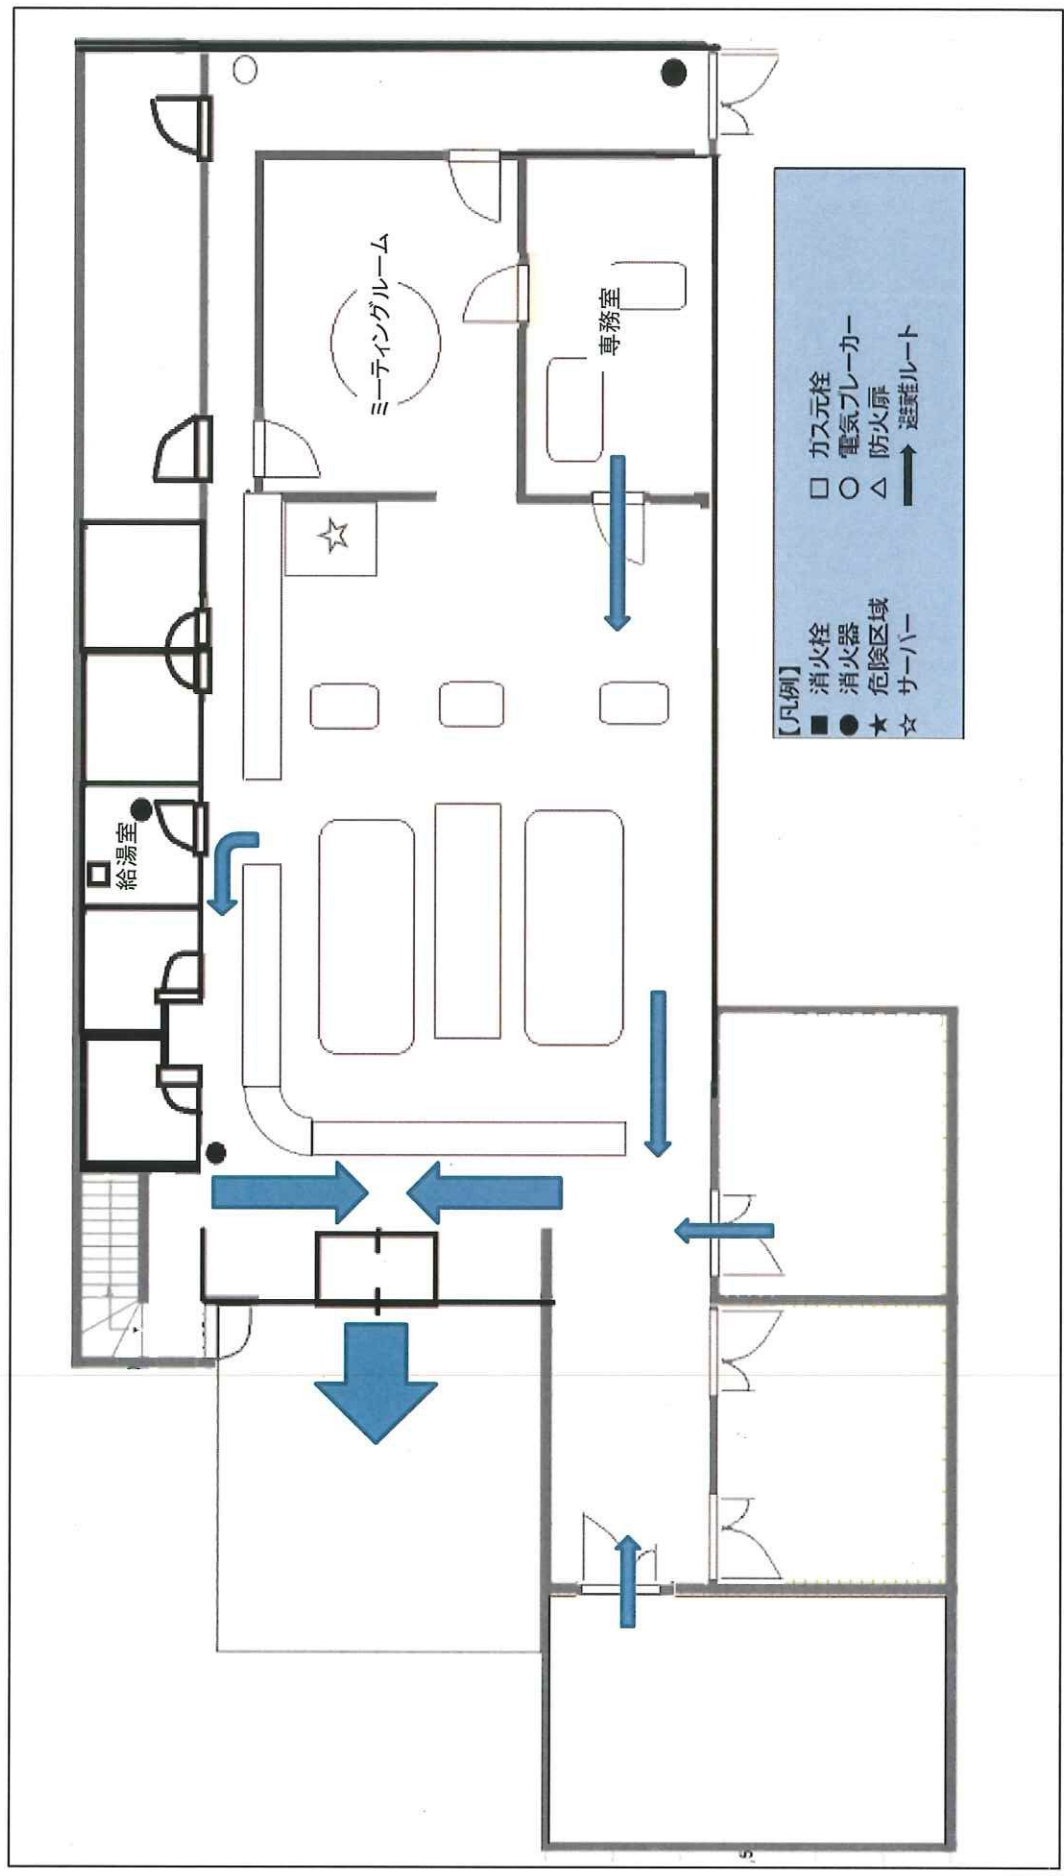 給湯室
ミーティングルーム
専務室
【凡例】
■ 消火栓
● 消火器
★ 危険区域
☆ サーバー
□ ガス元栓
○ 電気ブレーカー
△ 防火扉
避難ルート